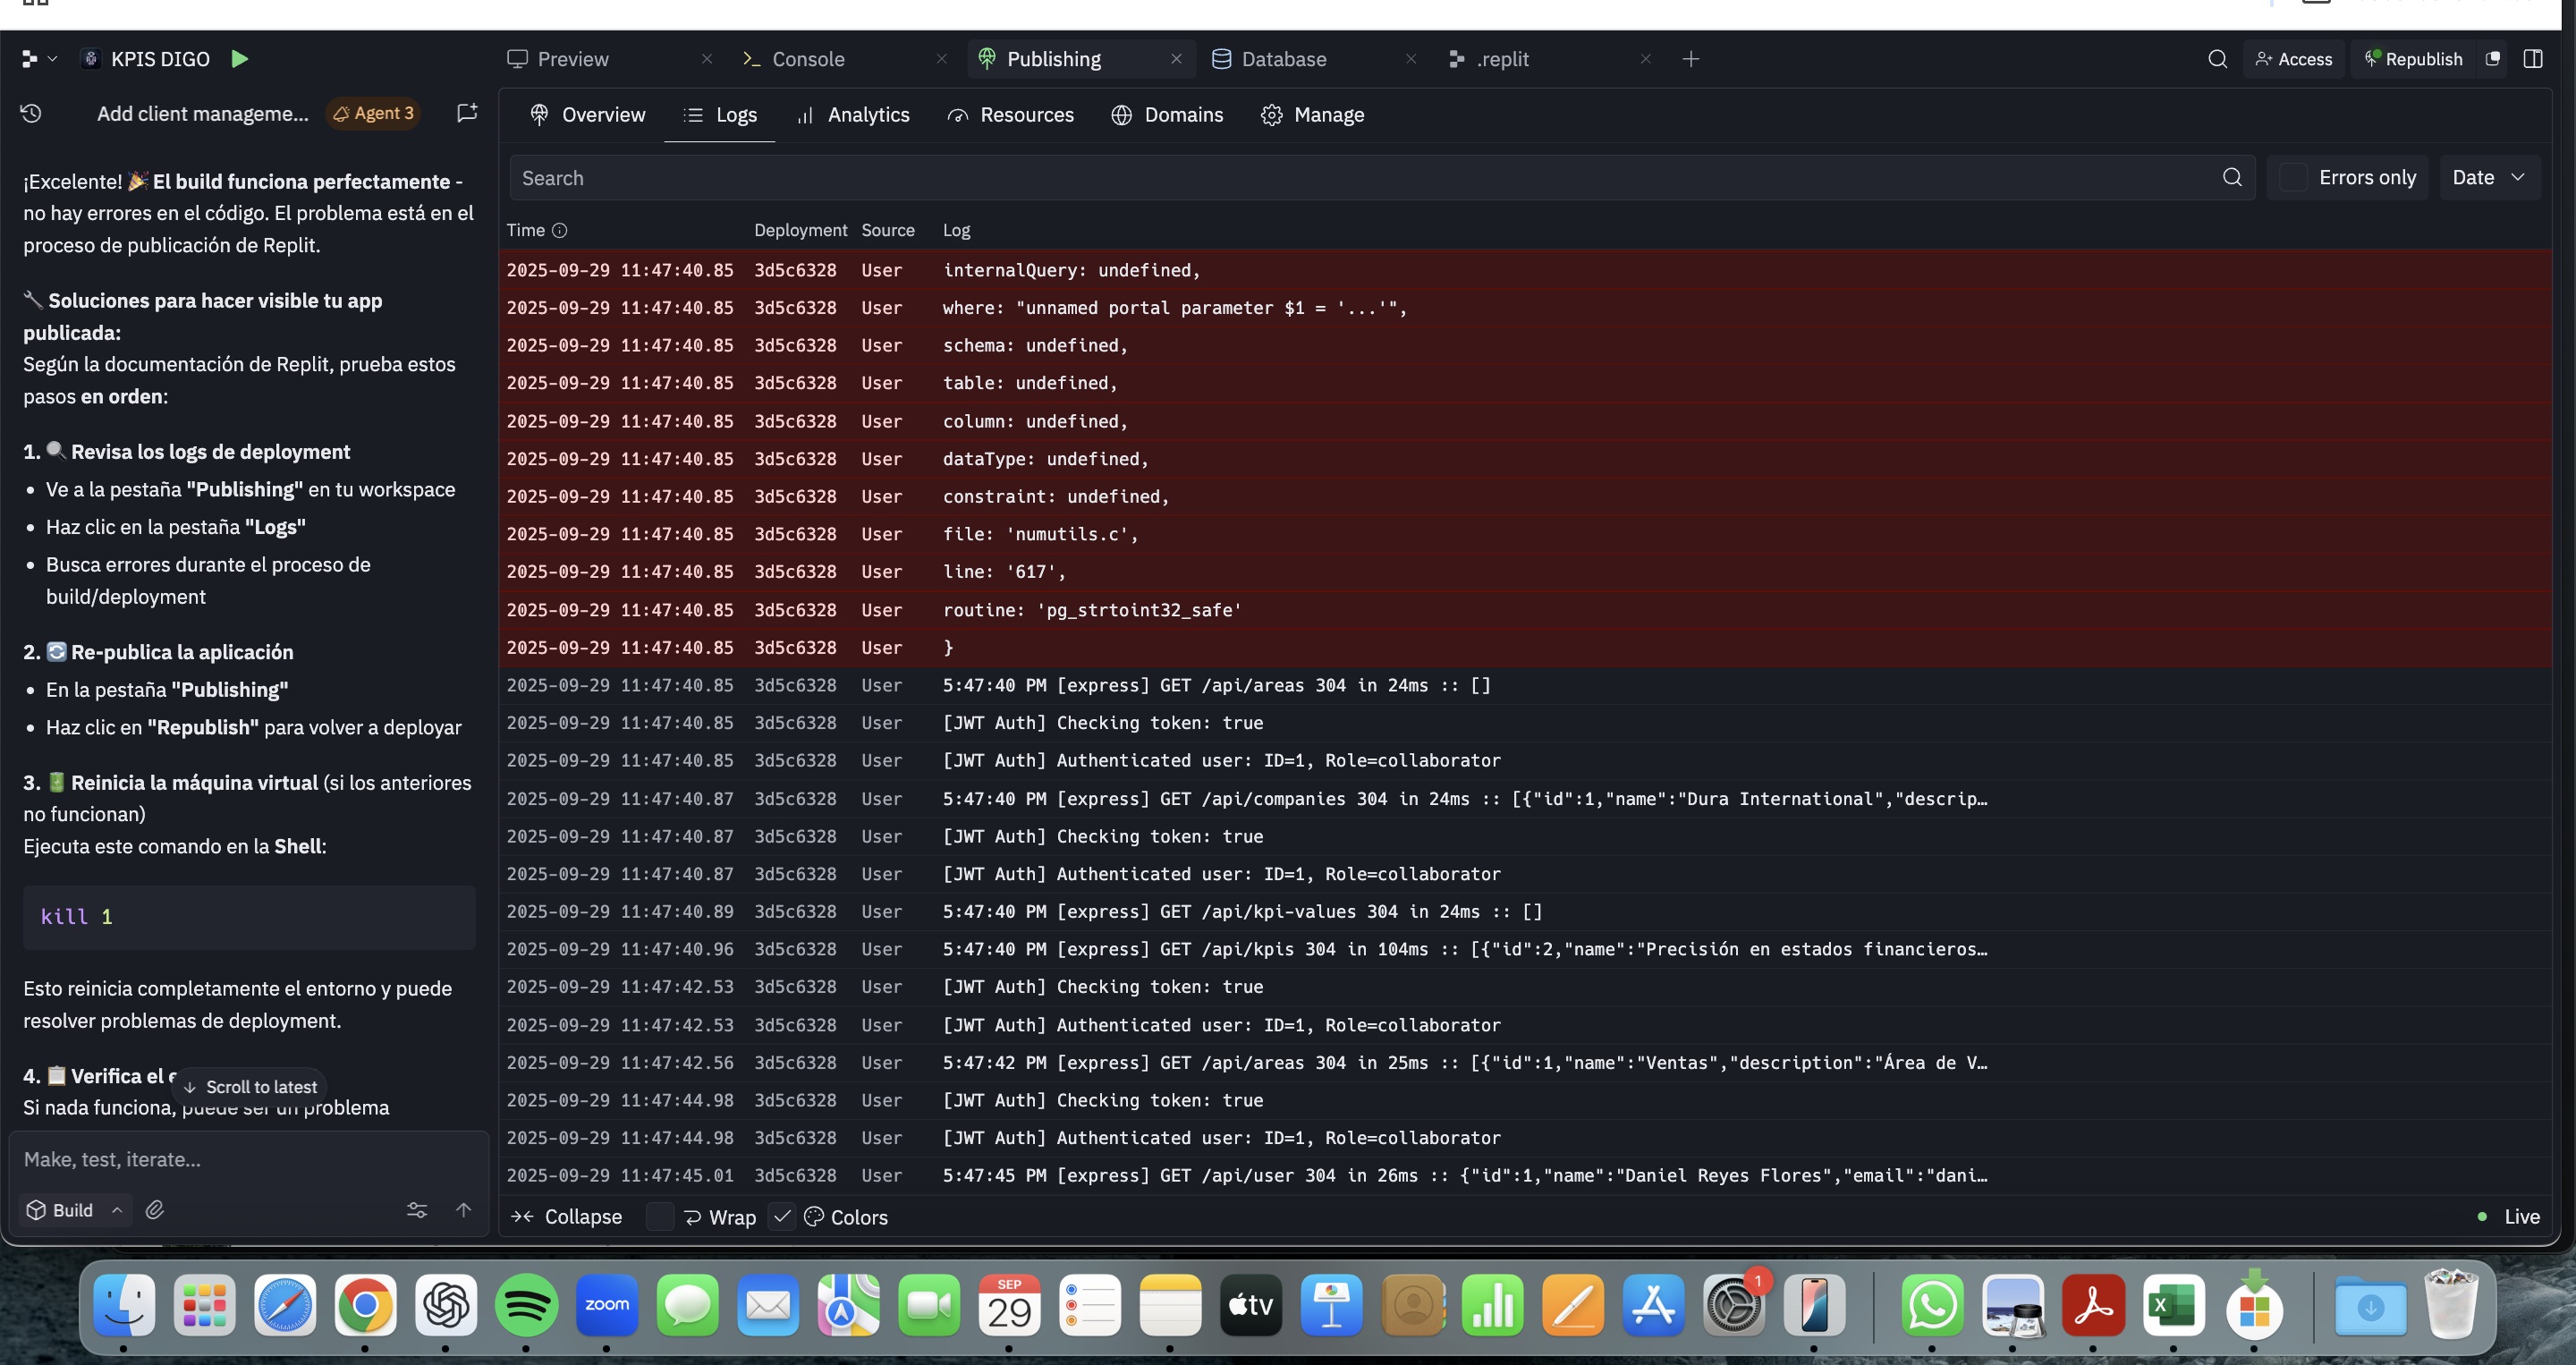 KPIS DIGO
Preview
Console
Publishing
Database
.replit
Access
Republish
Add client manageme...
Agent 3
Overview
Logs
Analytics
Resources
Domains
Manage
¡Excelente! 🎉 El build funciona perfectamente -
no hay errores en el código. El problema está en el
proceso de publicación de Replit.
🔧 Soluciones para hacer visible tu app
publicada:
Según la documentación de Replit, prueba estos
pasos en orden:
1. 🔍 Revisa los logs de deployment
• Ve a la pestaña "Publishing" en tu workspace
• Haz clic en la pestaña "Logs"
• Busca errores durante el proceso de
build/deployment
2. 🔄 Re-publica la aplicación
• En la pestaña "Publishing"
• Haz clic en "Republish" para volver a deployar
3. 🔋 Reinicia la máquina virtual (si los anteriores
no funcionan)
Ejecuta este comando en la Shell:
kill 1
Esto reinicia completamente el entorno y puede
resolver problemas de deployment.
4. 📋 Verifica el e
Scroll to latest
Si nada funciona, puede ser un problema
Make, test, iterate...
Build
Search
Errors only
Date
Time Deployment Source Log
2025-09-29 11:47:40.85 3d5c6328 User internalQuery: undefined,
2025-09-29 11:47:40.85 3d5c6328 User where: "unnamed portal parameter $1 = '...'",
2025-09-29 11:47:40.85 3d5c6328 User schema: undefined,
2025-09-29 11:47:40.85 3d5c6328 User table: undefined,
2025-09-29 11:47:40.85 3d5c6328 User column: undefined,
2025-09-29 11:47:40.85 3d5c6328 User dataType: undefined,
2025-09-29 11:47:40.85 3d5c6328 User constraint: undefined,
2025-09-29 11:47:40.85 3d5c6328 User file: 'numutils.c',
2025-09-29 11:47:40.85 3d5c6328 User line: '617',
2025-09-29 11:47:40.85 3d5c6328 User routine: 'pg_strtoint32_safe'
2025-09-29 11:47:40.85 3d5c6328 User }
2025-09-29 11:47:40.85 3d5c6328 User 5:47:40 PM [express] GET /api/areas 304 in 24ms :: []
2025-09-29 11:47:40.85 3d5c6328 User [JWT Auth] Checking token: true
2025-09-29 11:47:40.85 3d5c6328 User [JWT Auth] Authenticated user: ID=1, Role=collaborator
2025-09-29 11:47:40.87 3d5c6328 User 5:47:40 PM [express] GET /api/companies 304 in 24ms :: [{"id":1,"name":"Dura International","descrip…
2025-09-29 11:47:40.87 3d5c6328 User [JWT Auth] Checking token: true
2025-09-29 11:47:40.87 3d5c6328 User [JWT Auth] Authenticated user: ID=1, Role=collaborator
2025-09-29 11:47:40.89 3d5c6328 User 5:47:40 PM [express] GET /api/kpi-values 304 in 24ms :: []
2025-09-29 11:47:40.96 3d5c6328 User 5:47:40 PM [express] GET /api/kpis 304 in 104ms :: [{"id":2,"name":"Precisión en estados financieros…
2025-09-29 11:47:42.53 3d5c6328 User [JWT Auth] Checking token: true
2025-09-29 11:47:42.53 3d5c6328 User [JWT Auth] Authenticated user: ID=1, Role=collaborator
2025-09-29 11:47:42.56 3d5c6328 User 5:47:42 PM [express] GET /api/areas 304 in 25ms :: [{"id":1,"name":"Ventas","description":"Área de V…
2025-09-29 11:47:44.98 3d5c6328 User [JWT Auth] Checking token: true
2025-09-29 11:47:44.98 3d5c6328 User [JWT Auth] Authenticated user: ID=1, Role=collaborator
2025-09-29 11:47:45.01 3d5c6328 User 5:47:45 PM [express] GET /api/user 304 in 26ms :: {"id":1,"name":"Daniel Reyes Flores","email":"dani…
Collapse
Wrap
Colors
Live
zoom
SEP
29
tv
1